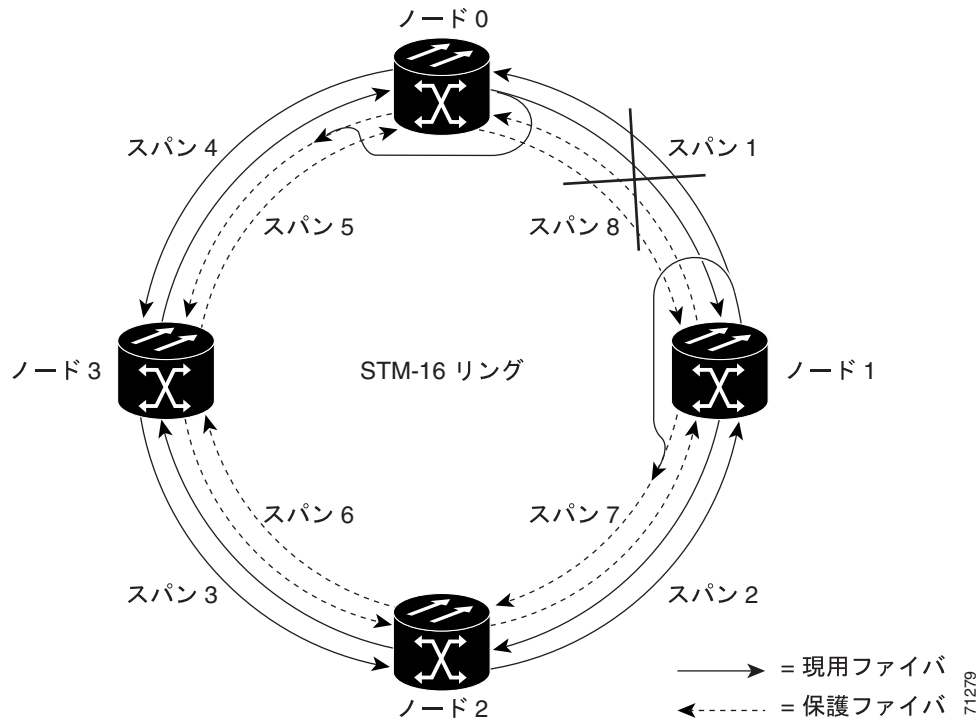 ノード 0
スパン 4
スパン 1
スパン 5
スパン 8
ノード 3
STM-16 リング
ノード 1
スパン 6
スパン 7
スパン 3
スパン 2
ノード 2
= 現用ファイバ
= 保護ファイバ
71279